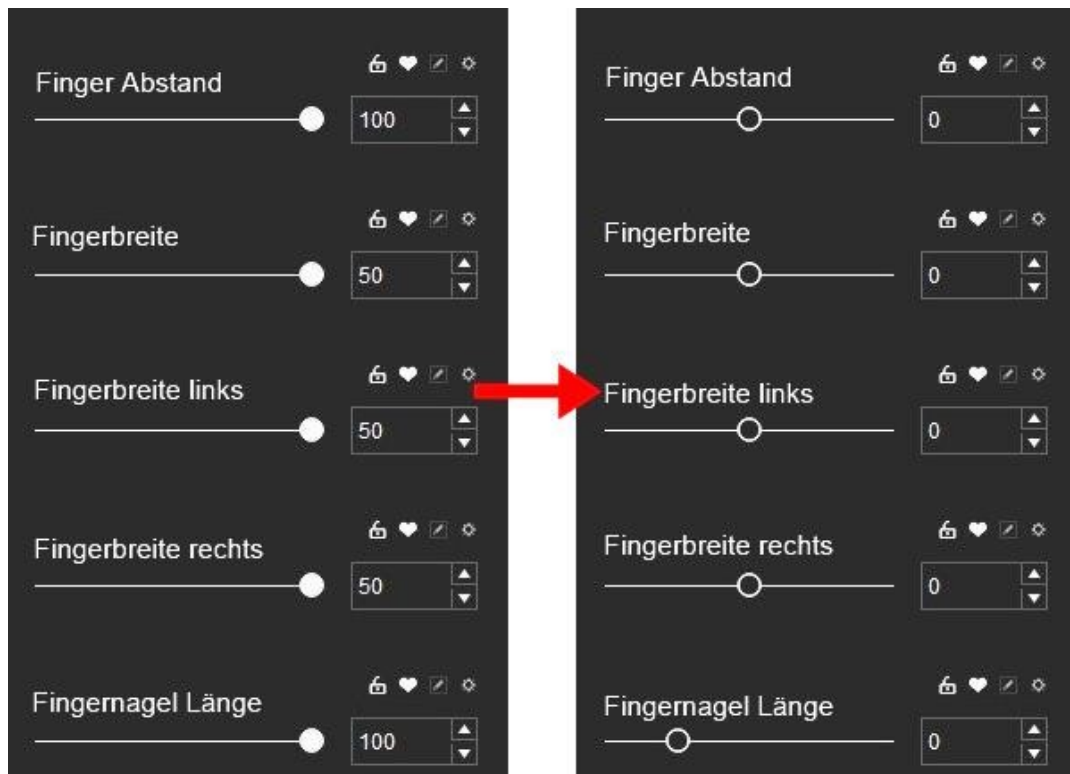 Finger Abstand
100
Fingerbreite
50
Fingerbreite links
50
Fingerbreite rechts
50
Fingernagel Länge
100
Finger Abstand
0
Fingerbreite
0
Fingerbreite links
0
Fingerbreite rechts
0
Fingernagel Länge
0